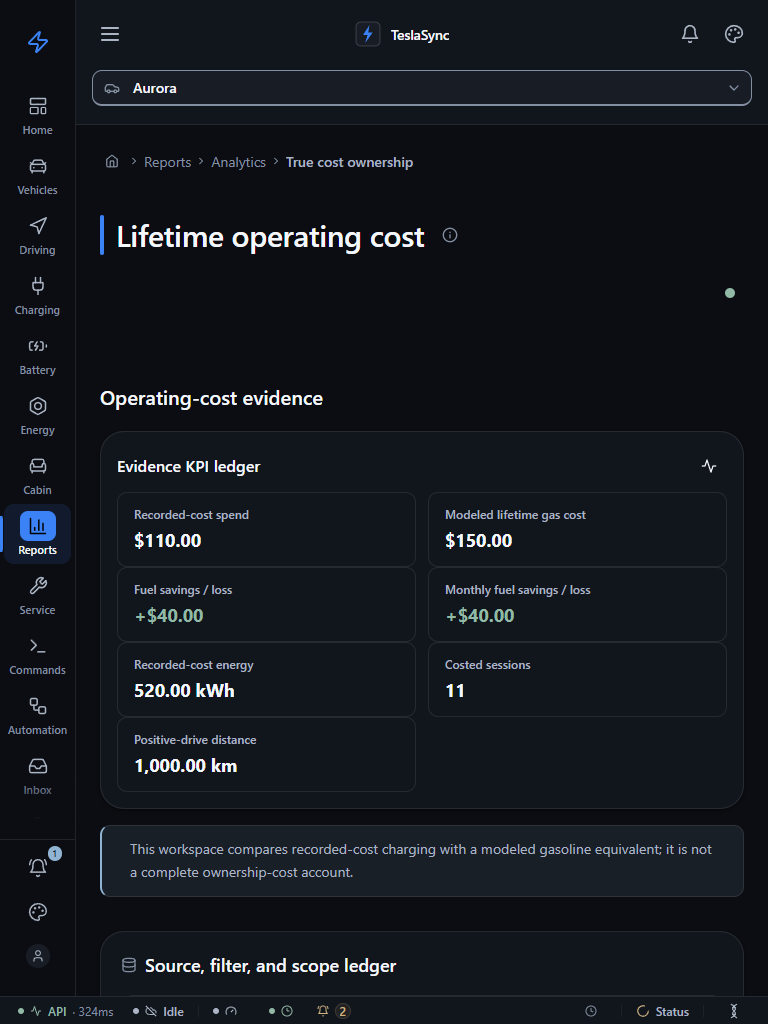 TeslaSync
Aurora
Home
Vehicles
Driving
Charging
Battery
Energy
Cabin
Reports
Service
Commands
Automation
Inbox
1
Reports > Analytics > True cost ownership
Lifetime operating cost
Operating-cost evidence
Evidence KPI ledger
Recorded-cost spend
$110.00
Modeled lifetime gas cost
$150.00
Fuel savings / loss
+$40.00
Monthly fuel savings / loss
+$40.00
Recorded-cost energy
520.00 kWh
Costed sessions
11
Positive-drive distance
1,000.00 km
This workspace compares recorded-cost charging with a modeled gasoline equivalent; it is not
a complete ownership-cost account.
Source, filter, and scope ledger
API · 324ms
Idle
2
Status